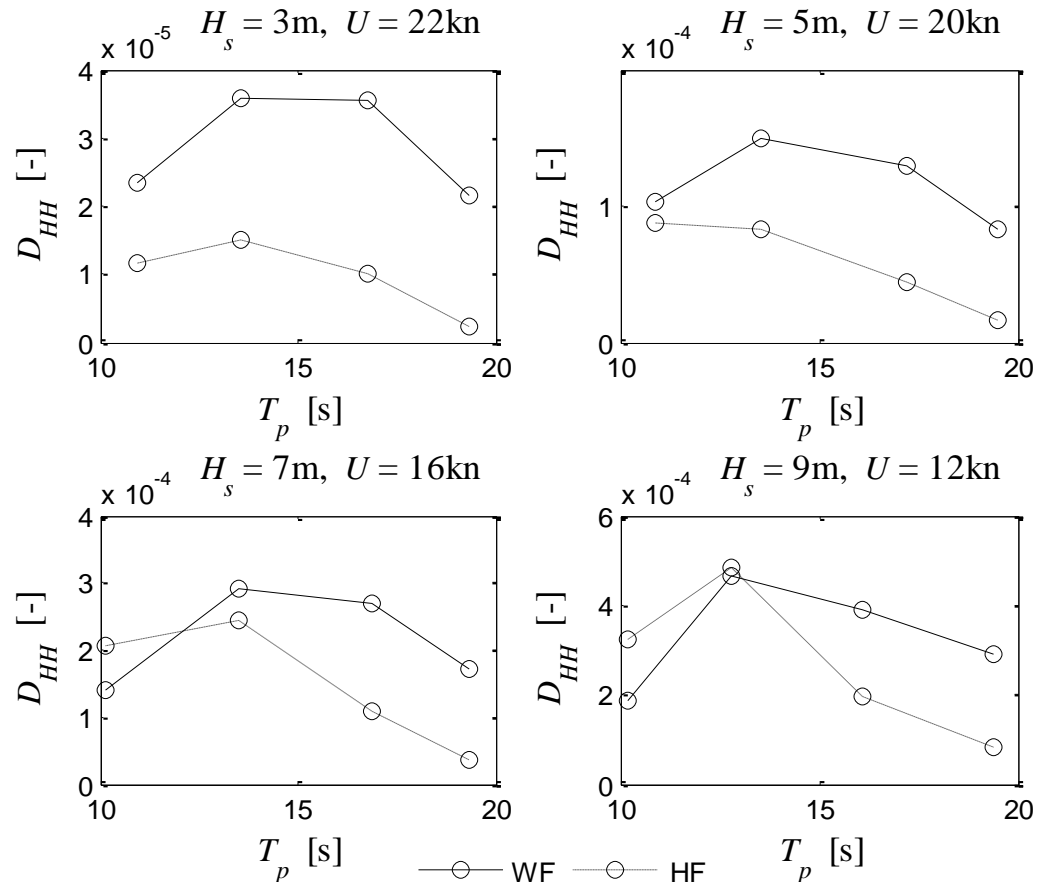 H_s = 3m, U = 22kn
x 10^-5
4
3
2
1
0
D_HH [-]
10 15 20
T_p [s]
H_s = 5m, U = 20kn
x 10^-4
1
0
D_HH [-]
10 15 20
T_p [s]
H_s = 7m, U = 16kn
x 10^-4
4
3
2
1
0
D_HH [-]
10 15 20
T_p [s]
H_s = 9m, U = 12kn
x 10^-4
6
4
2
0
D_HH [-]
10 15 20
T_p [s]
WF HF